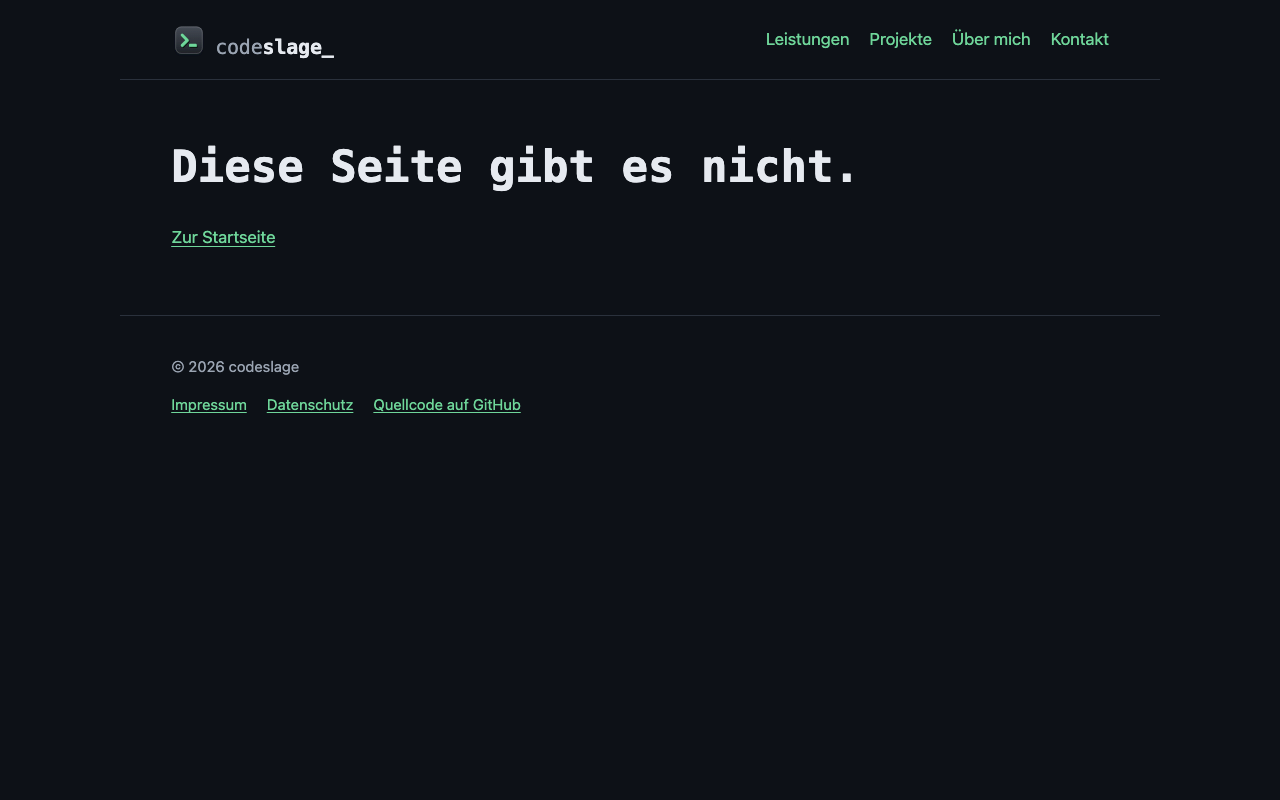 codeslage_
Leistungen Projekte Über mich Kontakt
Diese Seite gibt es nicht.
Zur Startseite
© 2026 codeslage
Impressum Datenschutz Quellcode auf GitHub